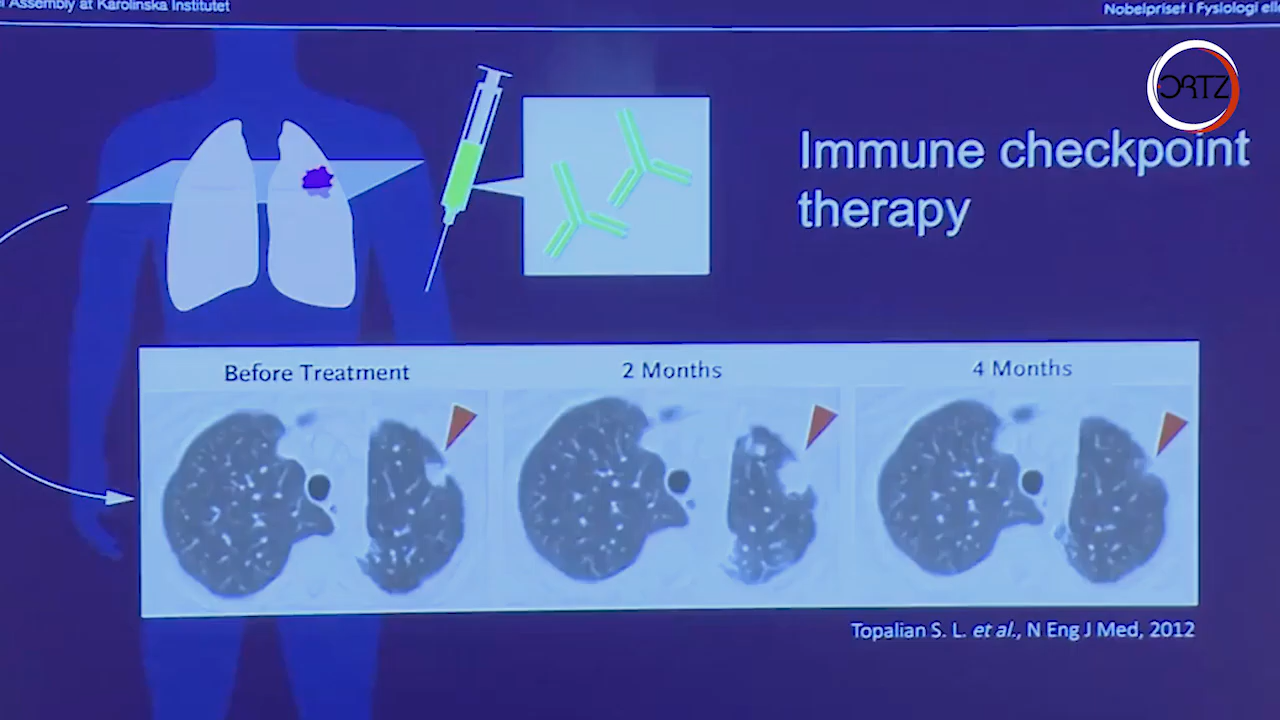 Assembly at Karolinska Institutet
Nobelpriset i Fysiologi
ORTZ
Immune checkpoint
therapy
Before Treatment
2 Months
4 Months
Topalian S. L. et al., N Eng J Med, 2012